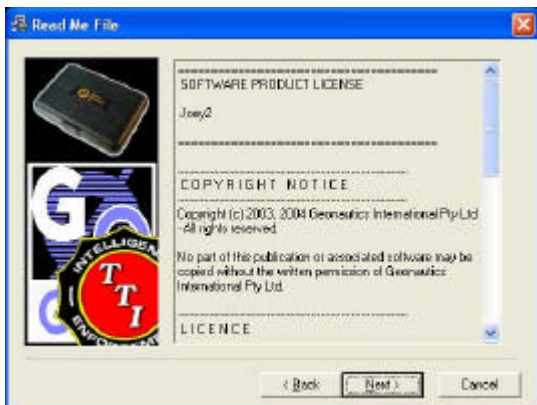 Read Me File
SOFTWARE PRODUCT LICENSE
Joey2
COPYRIGHT NOTICE
Copyright (c) 2003, 2004 Geonautics International Pty Ltd
- All rights reserved.
No part of this publication or associated software may be
copied without the written permission of Geonautics
International Pty Ltd.
LICENCE
G
TTI
< Back
Next >
Cancel